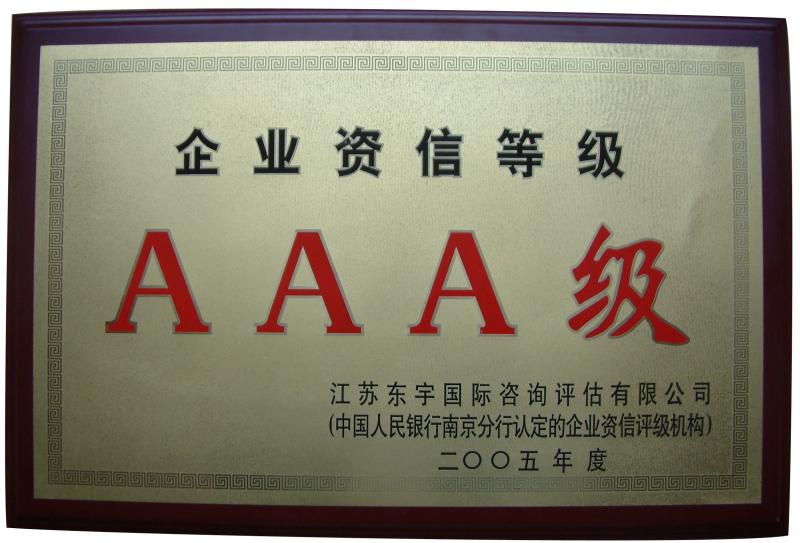 企业资信等级
AAA级
江苏东宇国际咨询评估有限公司
(中国人民银行南京分行认定的企业资信评级机构)
二〇〇五年度